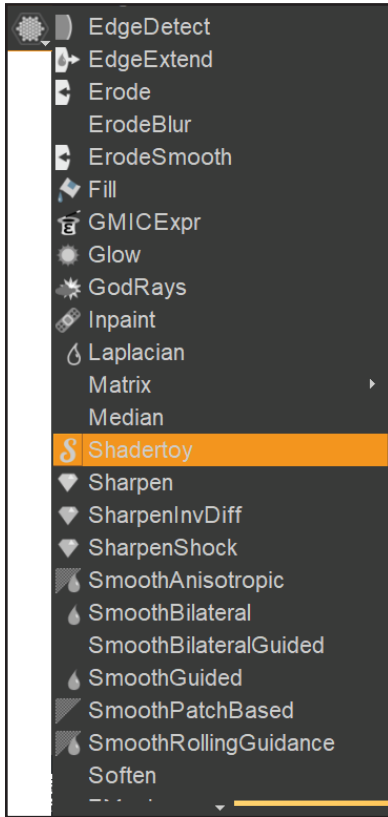 EdgeDetect
EdgeExtend
Erode
ErodeBlur
ErodeSmooth
Fill
GMICExpr
Glow
GodRays
Inpaint
Laplacian
Matrix
Median
Shadertoy
Sharpen
SharpenInvDiff
SharpenShock
SmoothAnisotropic
SmoothBilateral
SmoothBilateralGuided
SmoothGuided
SmoothPatchBased
SmoothRollingGuidance
Soften